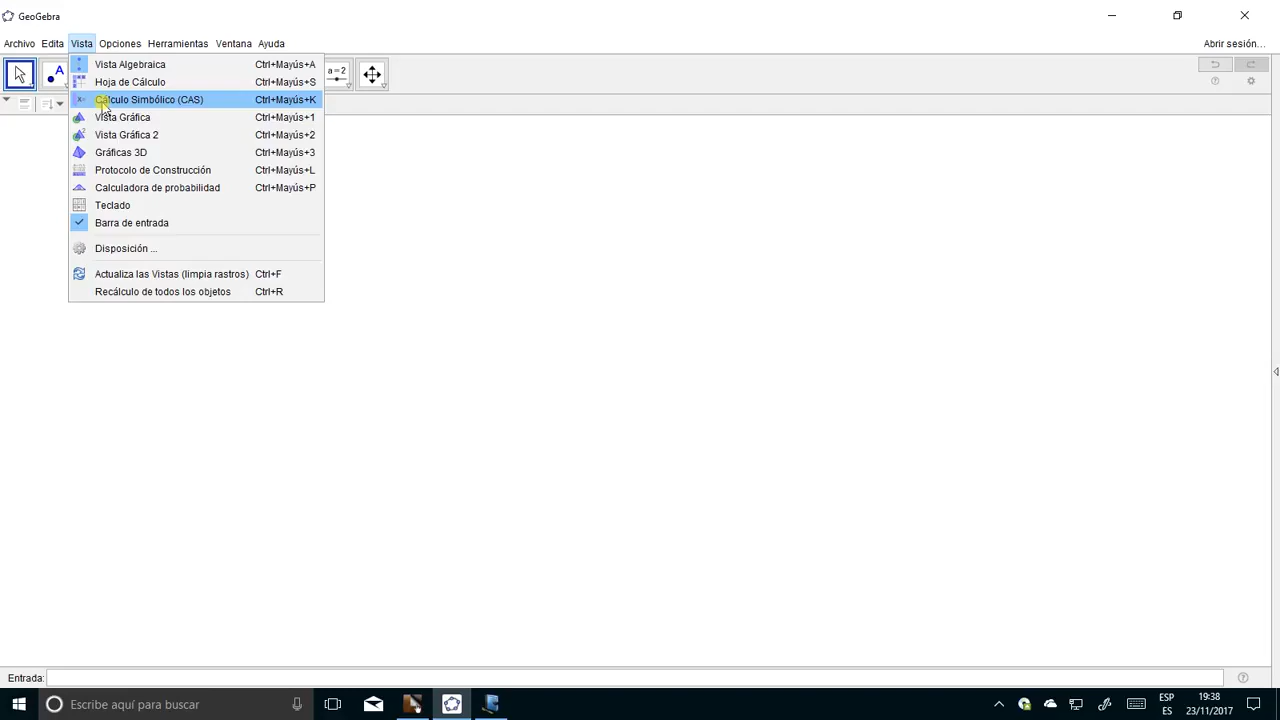 GeoGebra
Archivo Edita Vista Opciones Herramientas Ventana Ayuda Abrir sesión…
A a=2
Vista Algebraica Ctrl+Mayús+A
Hoja de Cálculo Ctrl+Mayús+S
Cálculo Simbólico (CAS) Ctrl+Mayús+K
Vista Gráfica Ctrl+Mayús+1
Vista Gráfica 2 Ctrl+Mayús+2
Gráficas 3D Ctrl+Mayús+3
Protocolo de Construcción Ctrl+Mayús+L
Calculadora de probabilidad Ctrl+Mayús+P
Teclado
Barra de entrada
Disposición ...
Actualiza las Vistas (limpia rastros) Ctrl+F
Recálculo de todos los objetos Ctrl+R
Entrada:
Escribe aquí para buscar
ESP 19:38
ES 23/11/2017